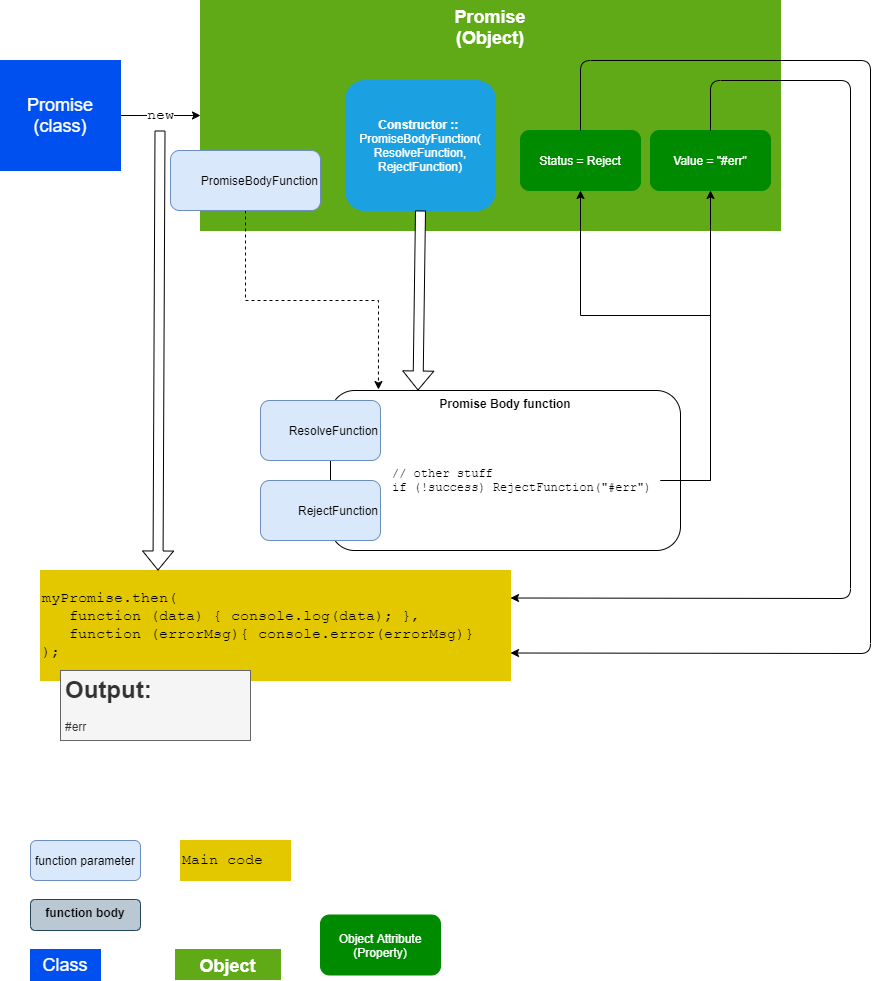 Promise
(Object)
Promise
(class)
new
Constructor ::
PromiseBodyFunction(
ResolveFunction,
RejectFunction)
Status = Reject
Value = "#err"
PromiseBodyFunction
Promise Body function
ResolveFunction
// other stuff
if (!success) RejectFunction("#err")
RejectFunction
myPromise.then(
function (data) { console.log(data); },
function (errorMsg){ console.error(errorMsg)}
);
Output:
#err
function parameter
Main code
function body
Object Attribute
(Property)
Class
Object